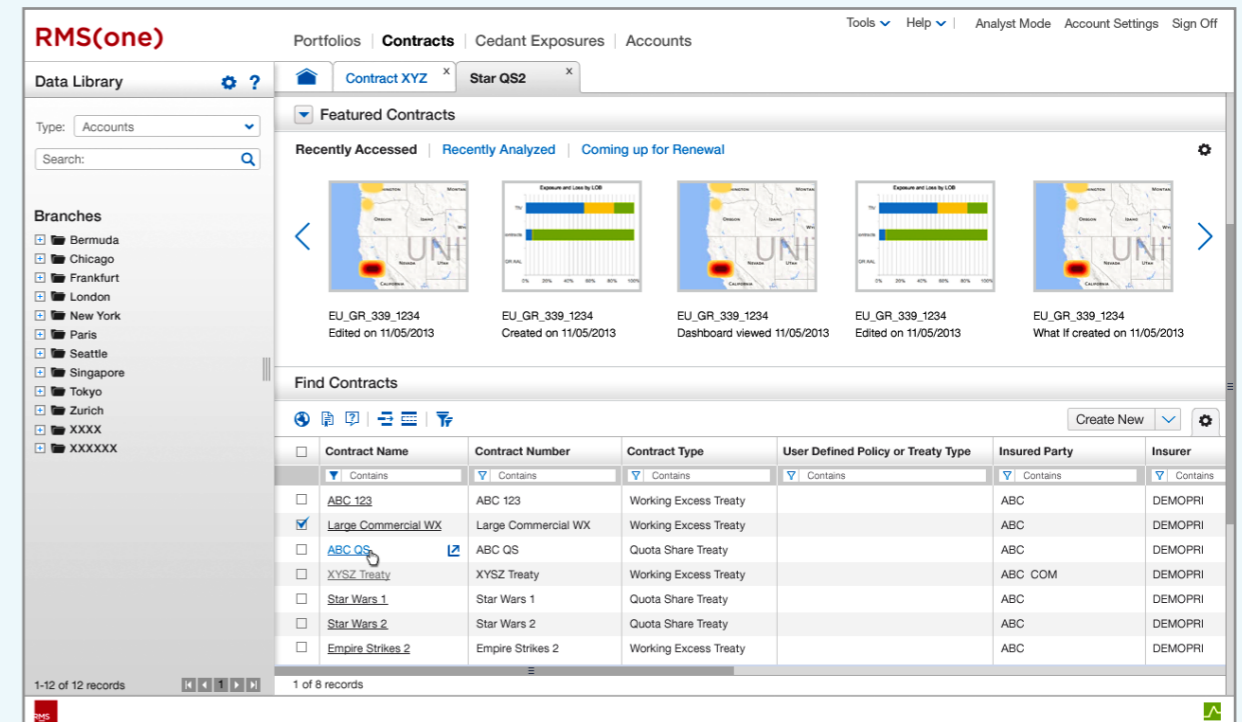 Tools Help Analyst Mode Account Settings Sign Off
RMS(one)
Portfolios Contracts Cedant Exposures Accounts
Data Library ?
Contract XYZ x Star QS2 x
Type: Accounts
Search:
Branches
Bermuda
Chicago
Frankfurt
London
New York
Paris
Seattle
Singapore
Tokyo
Zurich
XXXX
XXXXXX
1-12 of 12 records 1
Featured Contracts
Recently Accessed Recently Analyzed Coming up for Renewal
EU_GR_339_1234 EU_GR_339_1234 EU_GR_339_1234 EU_GR_339_1234 EU_GR_339_1234
Edited on 11/05/2013 Created on 11/05/2013 Dashboard viewed 11/05/2013 Edited on 11/05/2013 What If created on 11/05/2013
Find Contracts
Create New
Contract Name Contract Number Contract Type User Defined Policy or Treaty Type Insured Party Insurer
Contains Contains Contains Contains Contains Contains
ABC 123 ABC 123 Working Excess Treaty ABC DEMOPRI
Large Commercial WX Large Commercial WX Working Excess Treaty ABC DEMOPRI
ABC QS ABC QS Quota Share Treaty ABC DEMOPRI
XYSZ Treaty XYSZ Treaty Working Excess Treaty ABC COM DEMOPRI
Star Wars 1 Star Wars 1 Quota Share Treaty ABC DEMOPRI
Star Wars 2 Star Wars 2 Quota Share Treaty ABC DEMOPRI
Empire Strikes 2 Empire Strikes 2 Working Excess Treaty ABC DEMOPRI
1 of 8 records
RMS